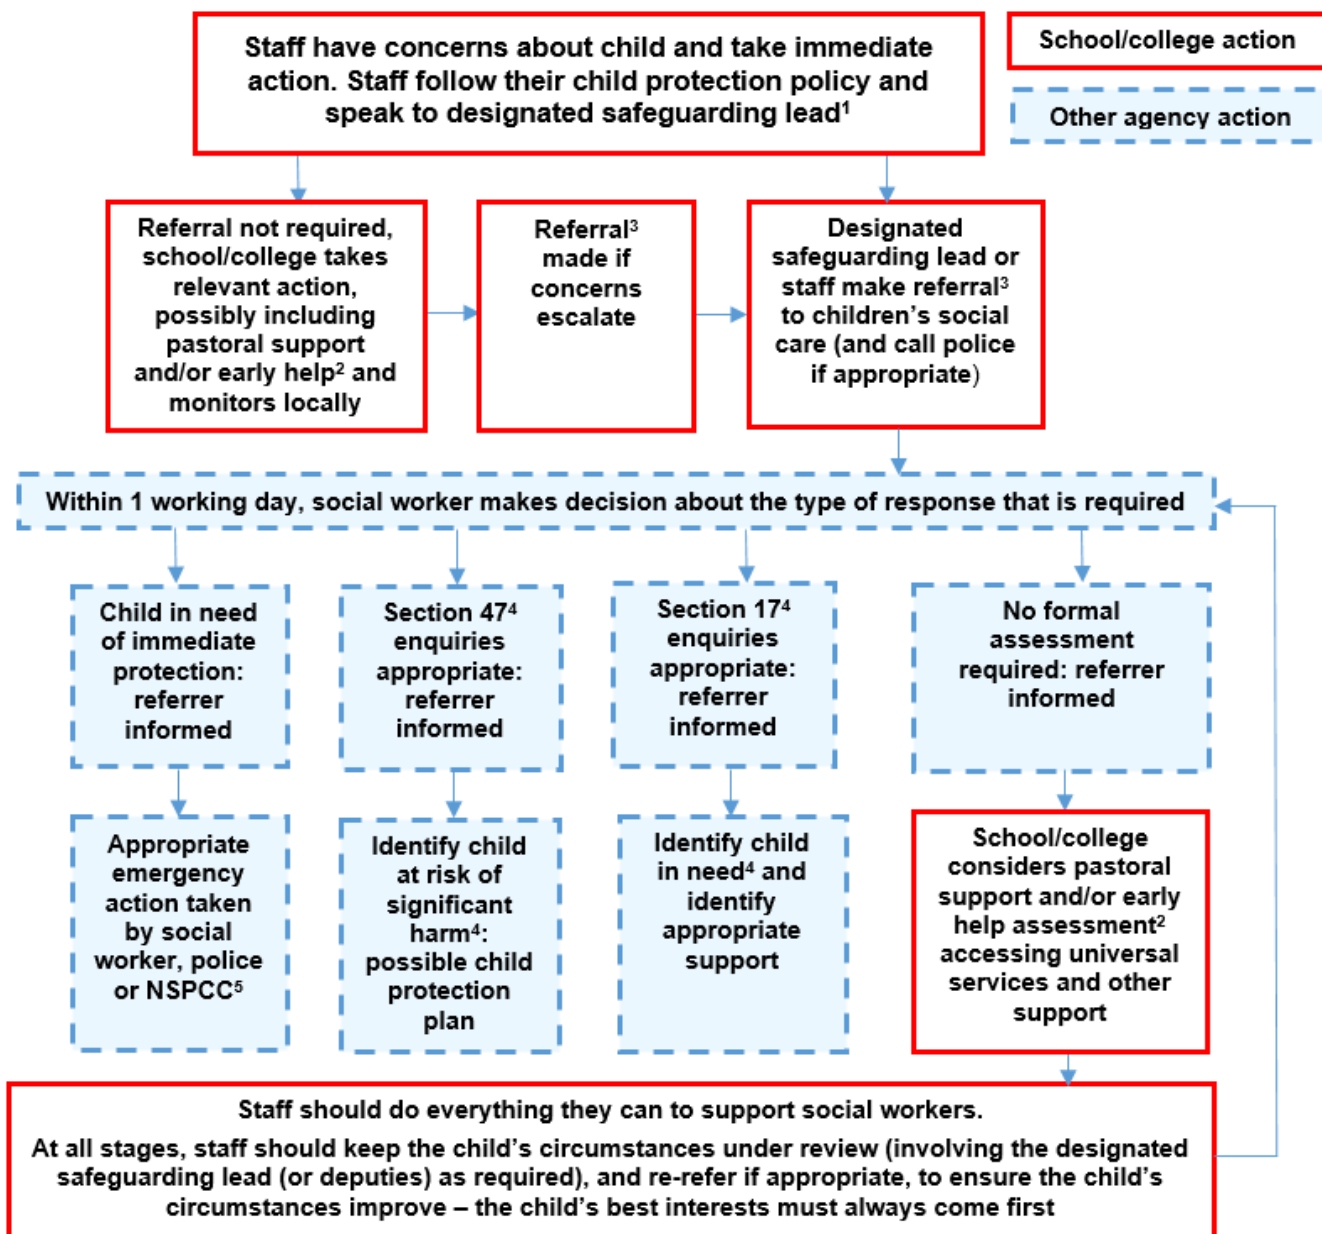 Staff have concerns about child and take immediate
action. Staff follow their child protection policy and
speak to designated safeguarding lead¹
School/college action
Other agency action
Referral not required,
school/college takes
relevant action,
possibly including
pastoral support
and/or early help² and
monitors locally
Referral³
made if
concerns
escalate
Designated
safeguarding lead or
staff make referral³
to children’s social
care (and call police
if appropriate)
Within 1 working day, social worker makes decision about the type of response that is required
Child in need
of immediate
protection:
referrer
informed
Section 47⁴
enquiries
appropriate:
referrer
informed
Section 17⁴
enquiries
appropriate:
referrer
informed
No formal
assessment
required: referrer
informed
Appropriate
emergency
action taken
by social
worker, police
or NSPCC⁵
Identify child
at risk of
significant
harm⁴:
possible child
protection
plan
Identify child
in need⁴ and
identify
appropriate
support
School/college
considers pastoral
support and/or early
help assessment²
accessing universal
services and other
support
Staff should do everything they can to support social workers.
At all stages, staff should keep the child’s circumstances under review (involving the designated
safeguarding lead (or deputies) as required), and re-refer if appropriate, to ensure the child’s
circumstances improve – the child’s best interests must always come first